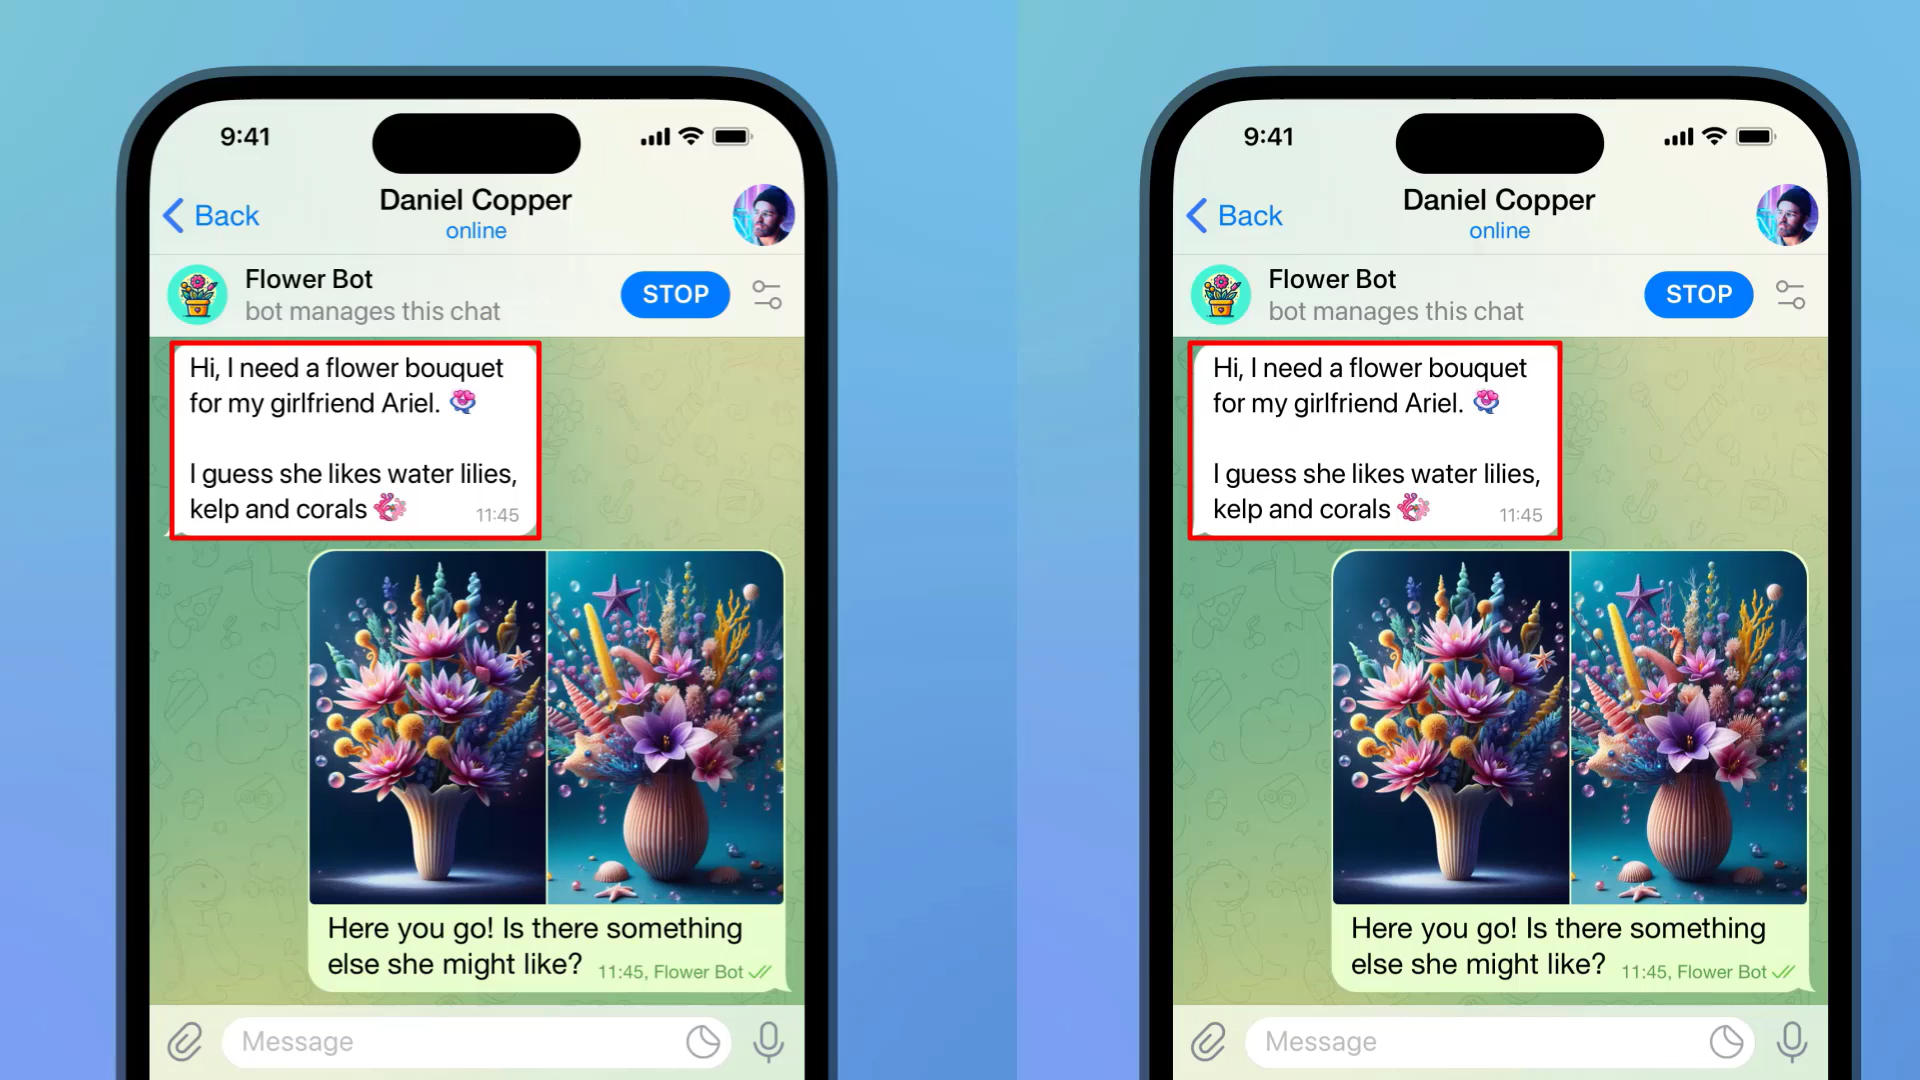 9:41
Back
Daniel Copper
online
Flower Bot
bot manages this chat
STOP
Hi, I need a flower bouquet
for my girlfriend Ariel.
I guess she likes water lilies,
kelp and corals
11:45
Here you go! Is there something
else she might like?
11:45, Flower Bot
Message
9:41
Back
Daniel Copper
online
Flower Bot
bot manages this chat
STOP
Hi, I need a flower bouquet
for my girlfriend Ariel.
I guess she likes water lilies,
kelp and corals
11:45
Here you go! Is there something
else she might like?
11:45, Flower Bot
Message